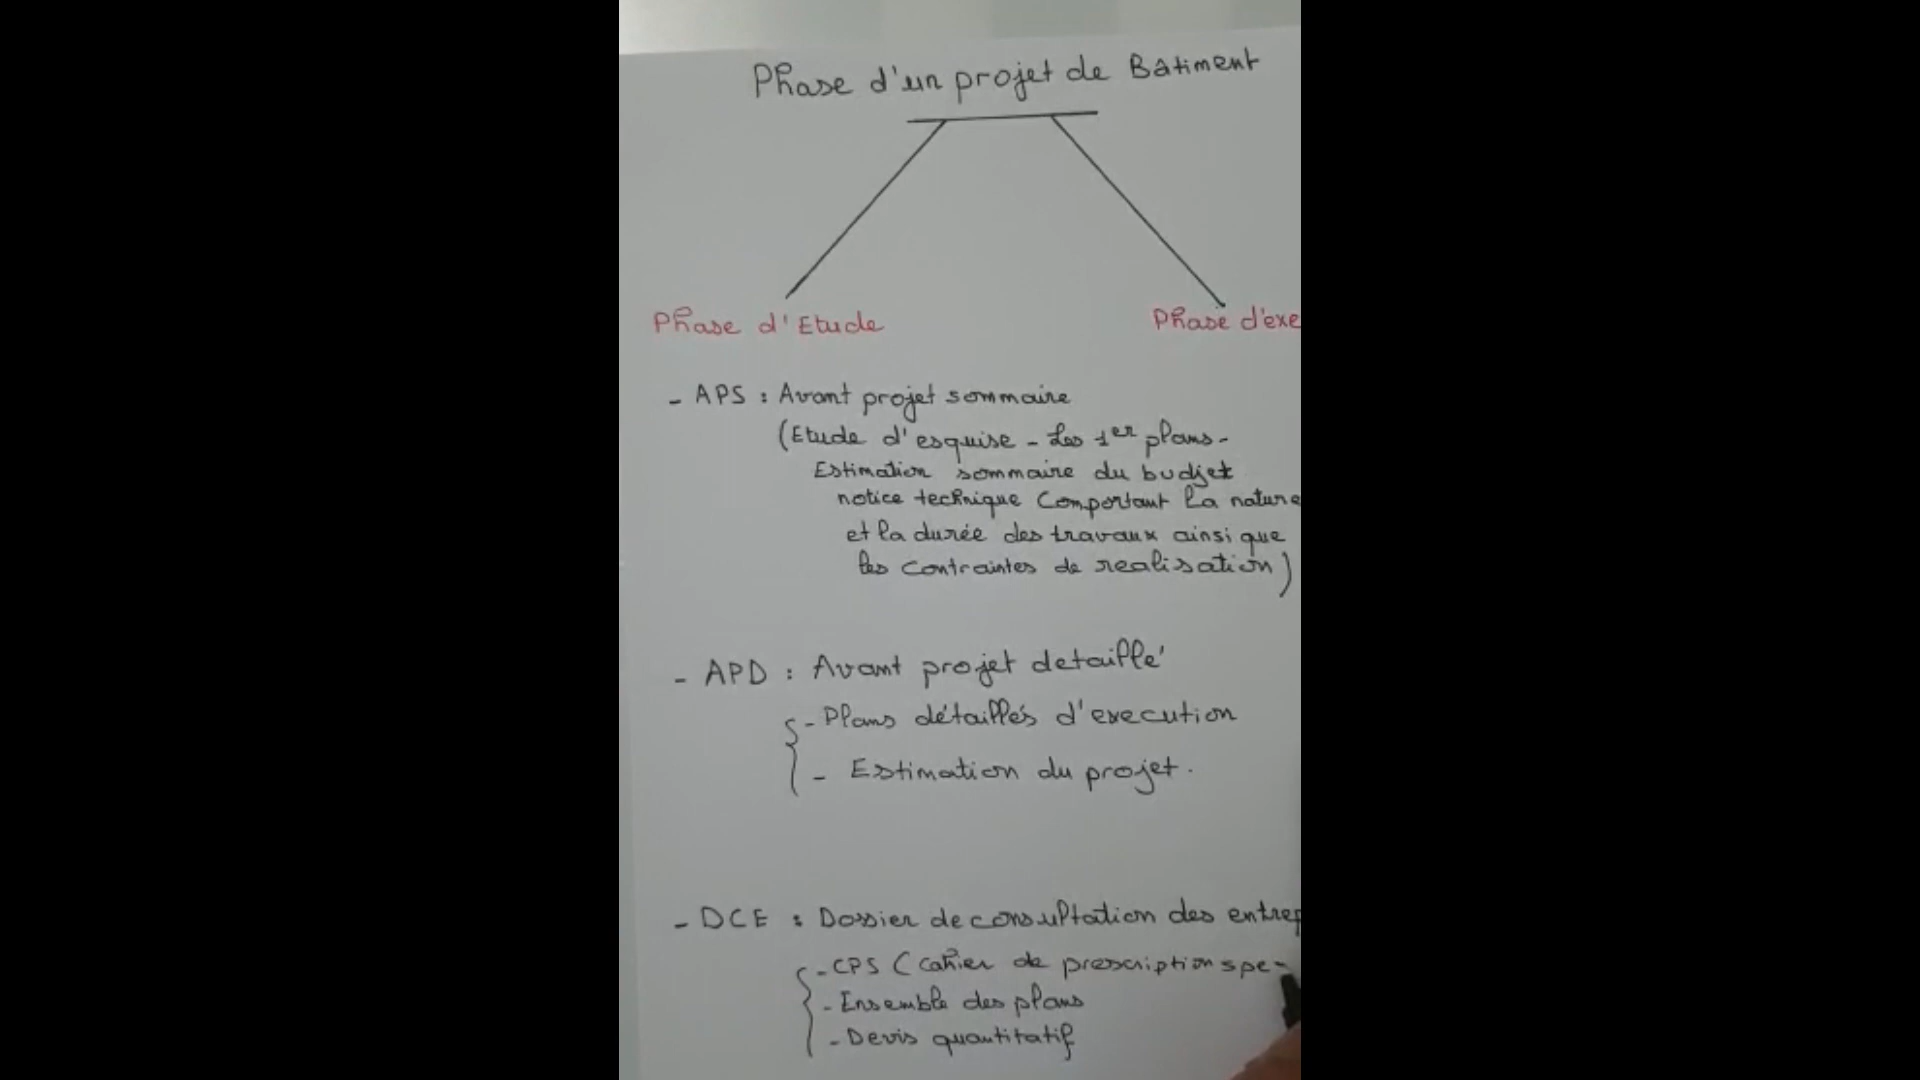 Phase d'un projet de Bâtiment
Phase d'Etude
Phase d'exe
- APS : Avant projet sommaire
(Etude d'esquise - Les 1er plans -
Estimation sommaire du budjet
notice technique Comportant la nature
et la durée des travaux ainsi que
les contraintes de realisation)
- APD : Avant projet detaillé
- Plans détaillés d'execution
- Estimation du projet.
- DCE : Dossier de consultation des entrep
- CPS (Cahier de prescription spe
- Ensemble des plans
- Devis quantitatif